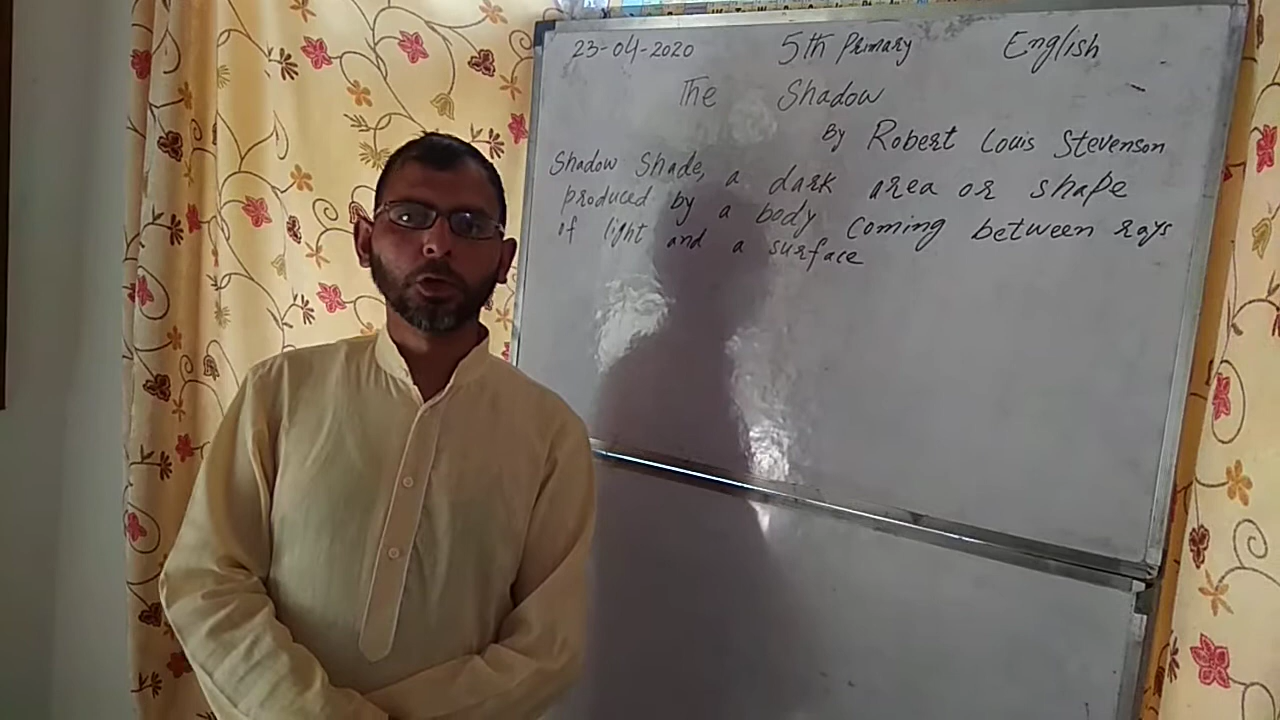 23-04-2020 5th Primary English
The Shadow
By Robert Louis Stevenson
Shadow Shade, a dark area or shape
produced by a body coming between rays
of light and a surface